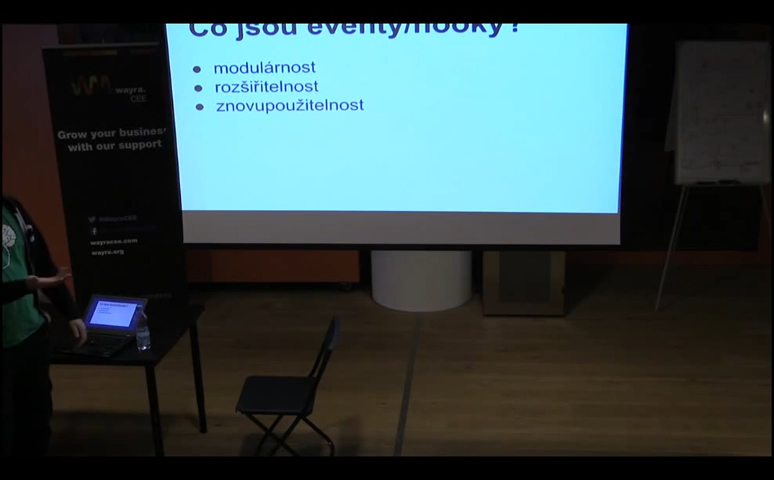 Co jsou eventy/hooky?
modulárnost
rozšiřitelnost
znovupoužitelnost
wayra.
CEE
Grow your business
with our support
wayracee.com
wayra.org